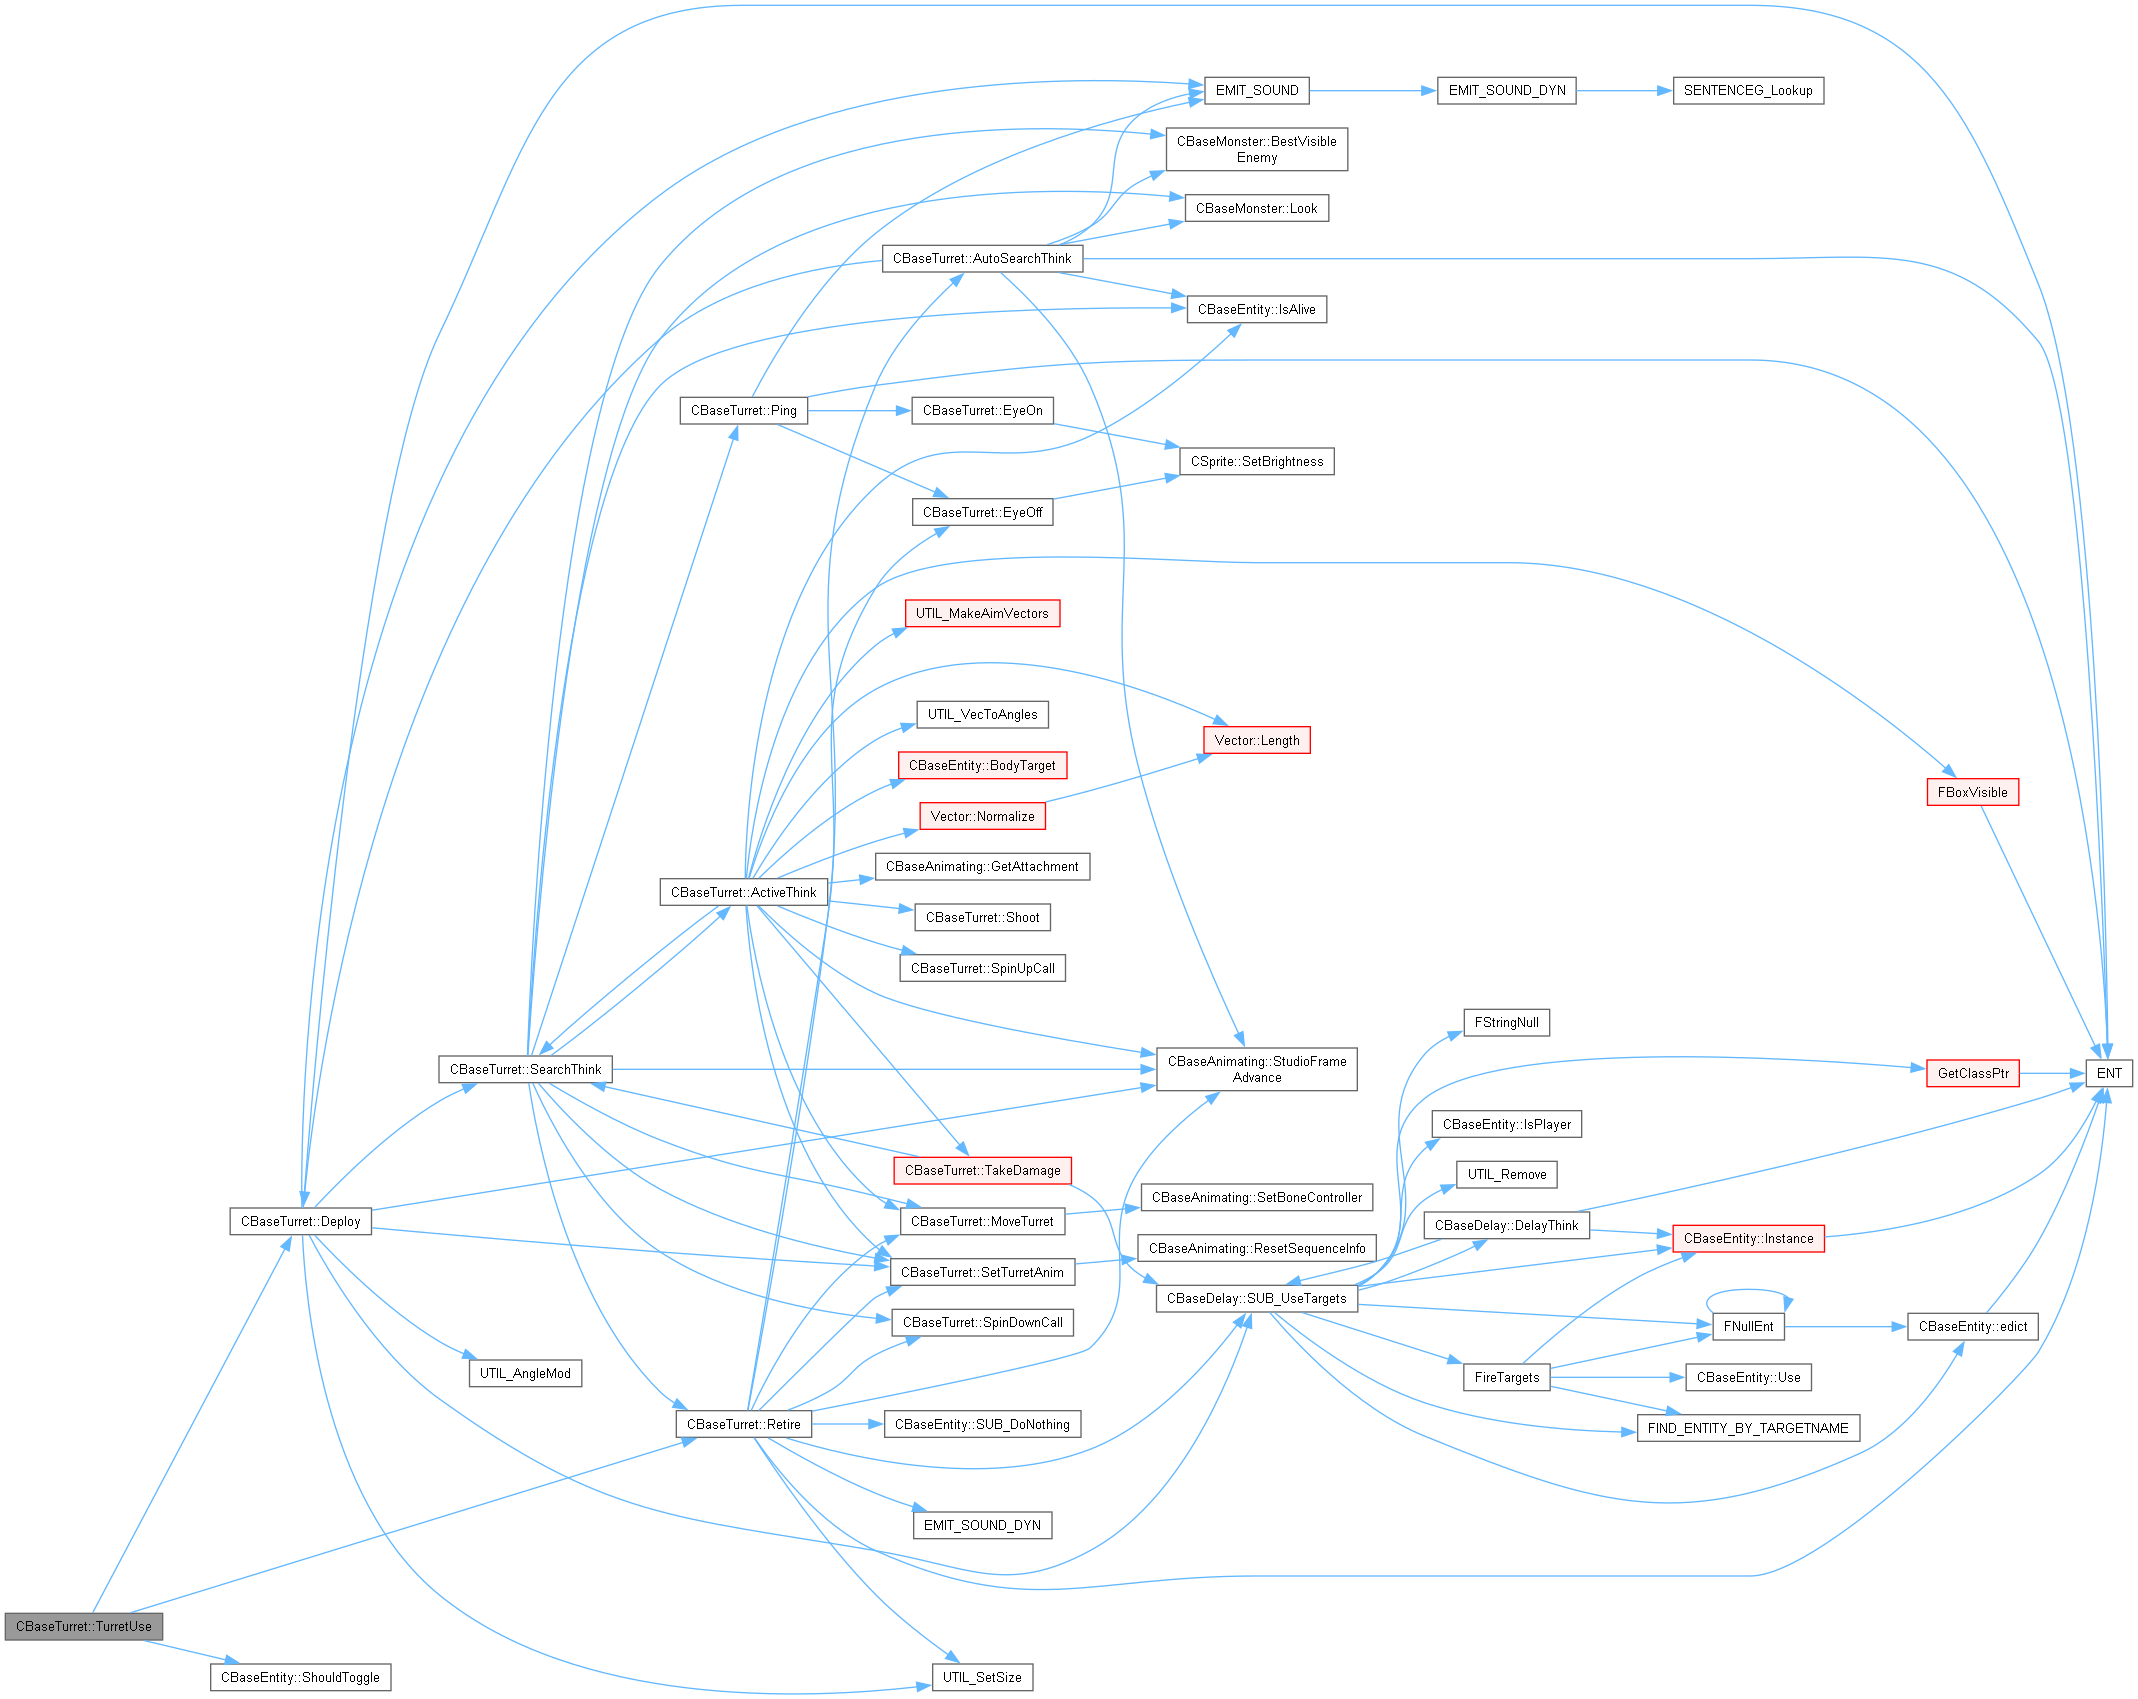 EMIT_SOUND
EMIT_SOUND_DYN
SENTENCEG_Lookup
CBaseMonster::BestVisible
Enemy
CBaseMonster::Look
CBaseTurret::AutoSearchThink
CBaseEntity::IsAlive
CBaseTurret::Ping
CBaseTurret::EyeOn
CSprite::SetBrightness
CBaseTurret::EyeOff
UTIL_MakeAimVectors
UTIL_VecToAngles
Vector::Length
CBaseEntity::BodyTarget
FBoxVisible
Vector::Normalize
CBaseAnimating::GetAttachment
CBaseTurret::ActiveThink
CBaseTurret::Shoot
CBaseTurret::SpinUpCall
FStringNull
CBaseTurret::SearchThink
CBaseAnimating::StudioFrame
Advance
GetClassPtr
ENT
CBaseEntity::IsPlayer
CBaseTurret::TakeDamage
UTIL_Remove
CBaseAnimating::SetBoneController
CBaseTurret::Deploy
CBaseTurret::MoveTurret
CBaseDelay::DelayThink
CBaseEntity::Instance
CBaseAnimating::ResetSequenceInfo
CBaseTurret::SetTurretAnim
CBaseDelay::SUB_UseTargets
CBaseTurret::SpinDownCall
FNullEnt
CBaseEntity::edict
UTIL_AngleMod
FireTargets
CBaseEntity::Use
CBaseTurret::Retire
CBaseEntity::SUB_DoNothing
FIND_ENTITY_BY_TARGETNAME
EMIT_SOUND_DYN
CBaseTurret::TurretUse
CBaseEntity::ShouldToggle
UTIL_SetSize